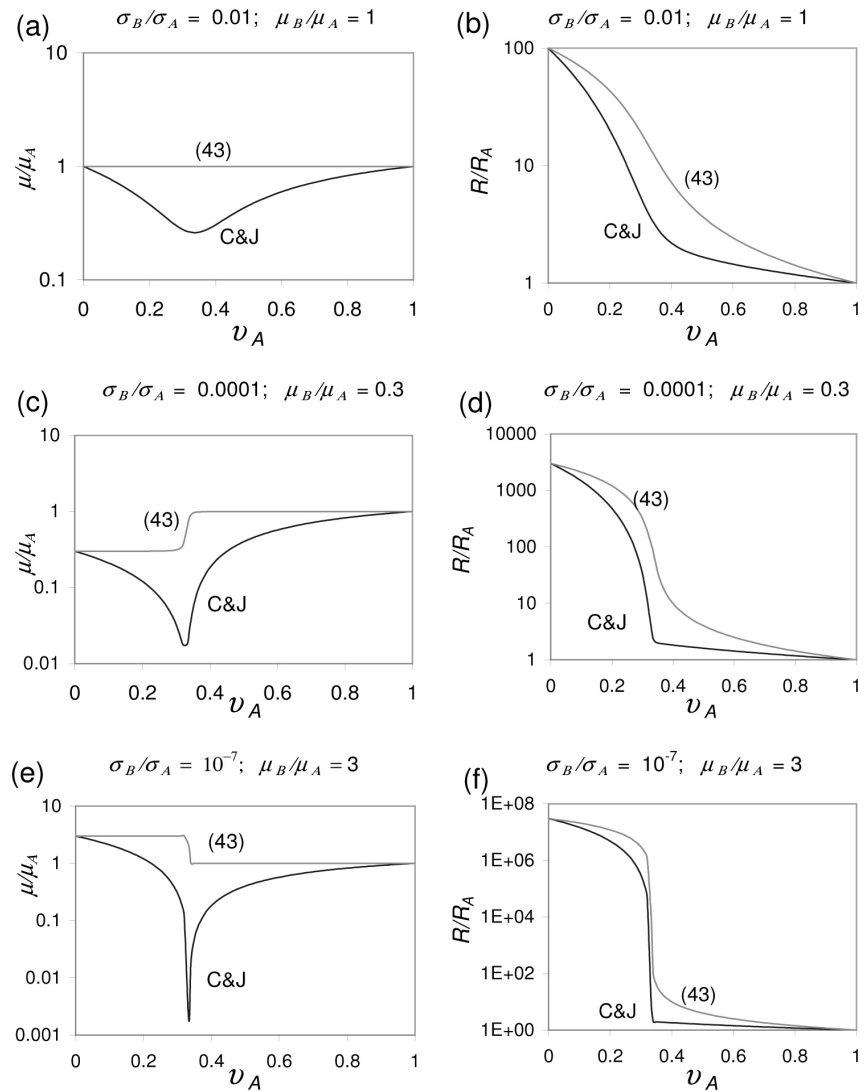 (a) σB/σA = 0.01; μB/μA = 1
10
1
0.1
μ/μA
(43)
C&J
0 0.2 0.4 0.6 0.8 1
υA
(b) σB/σA = 0.01; μB/μA = 1
100
10
1
R/RA
(43)
C&J
0 0.2 0.4 0.6 0.8 1
υA
(c) σB/σA = 0.0001; μB/μA = 0.3
10
1
0.1
0.01
μ/μA
(43)
C&J
0 0.2 0.4 0.6 0.8 1
υA
(d) σB/σA = 0.0001; μB/μA = 0.3
10000
1000
100
10
1
R/RA
(43)
C&J
0 0.2 0.4 0.6 0.8 1
υA
(e) σB/σA = 10⁻⁷; μB/μA = 3
10
1
0.1
0.01
0.001
μ/μA
(43)
C&J
0 0.2 0.4 0.6 0.8 1
υA
(f) σB/σA = 10⁻⁷; μB/μA = 3
1E+08
1E+06
1E+04
1E+02
1E+00
R/RA
C&J
(43)
0 0.2 0.4 0.6 0.8 1
υA